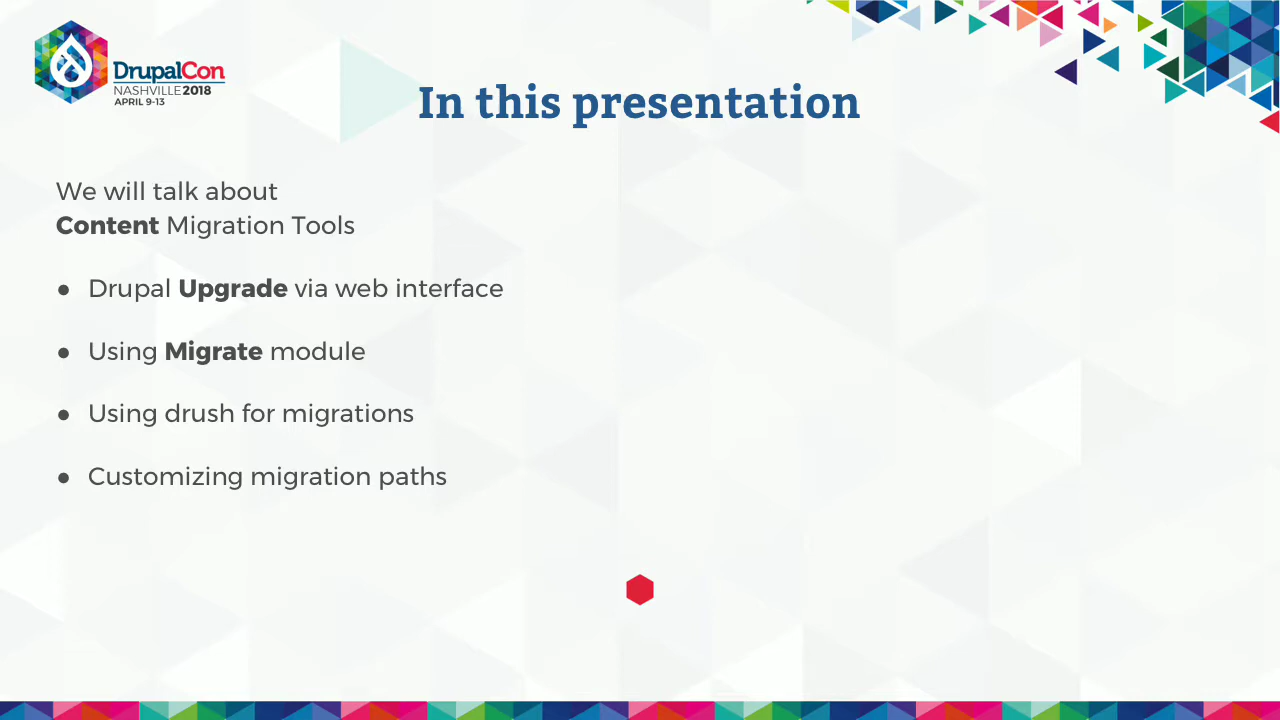 DrupalCon
NASHVILLE 2018
APRIL 9-13
In this presentation
We will talk about
Content Migration Tools
● Drupal Upgrade via web interface
● Using Migrate module
● Using drush for migrations
● Customizing migration paths